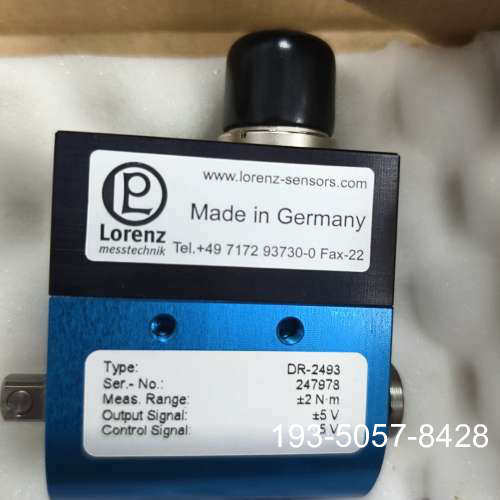 www.lorenz-sensors.com
Made in Germany
Lorenz
messtechnik
Tel.+49 7172 93730-0 Fax-22
Type: DR-2493
Ser.- No.: 247978
Meas. Range: ±2 N·m
Output Signal: ±5 V
Control Signal: 5 V
193-5057-8428